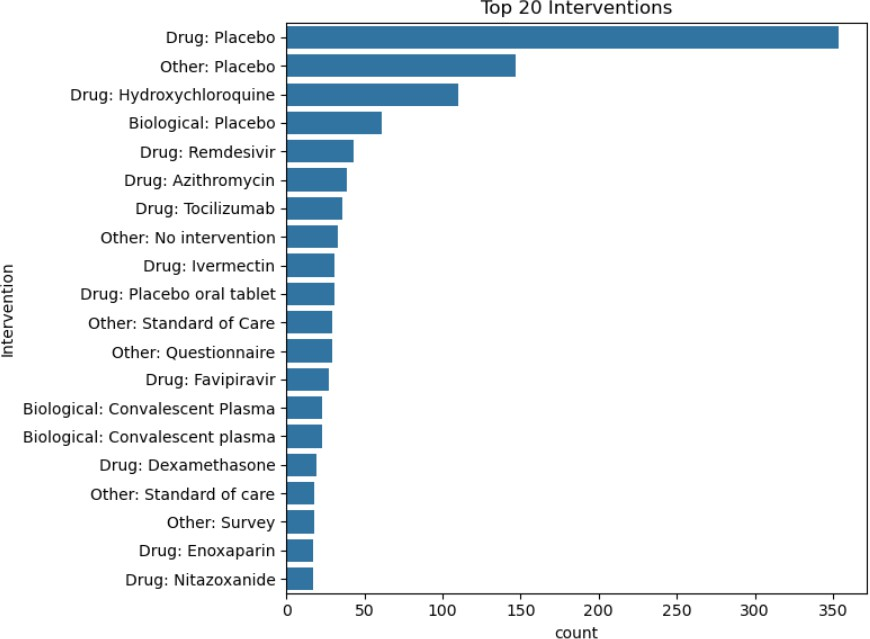 Top 20 Interventions
Drug: Placebo
Other: Placebo
Drug: Hydroxychloroquine
Biological: Placebo
Drug: Remdesivir
Drug: Azithromycin
Drug: Tocilizumab
Other: No intervention
Drug: Ivermectin
Drug: Placebo oral tablet
Other: Standard of Care
Other: Questionnaire
Drug: Favipiravir
Biological: Convalescent Plasma
Biological: Convalescent plasma
Drug: Dexamethasone
Other: Standard of care
Other: Survey
Drug: Enoxaparin
Drug: Nitazoxanide
Intervention
0 50 100 150 200 250 300 350
count